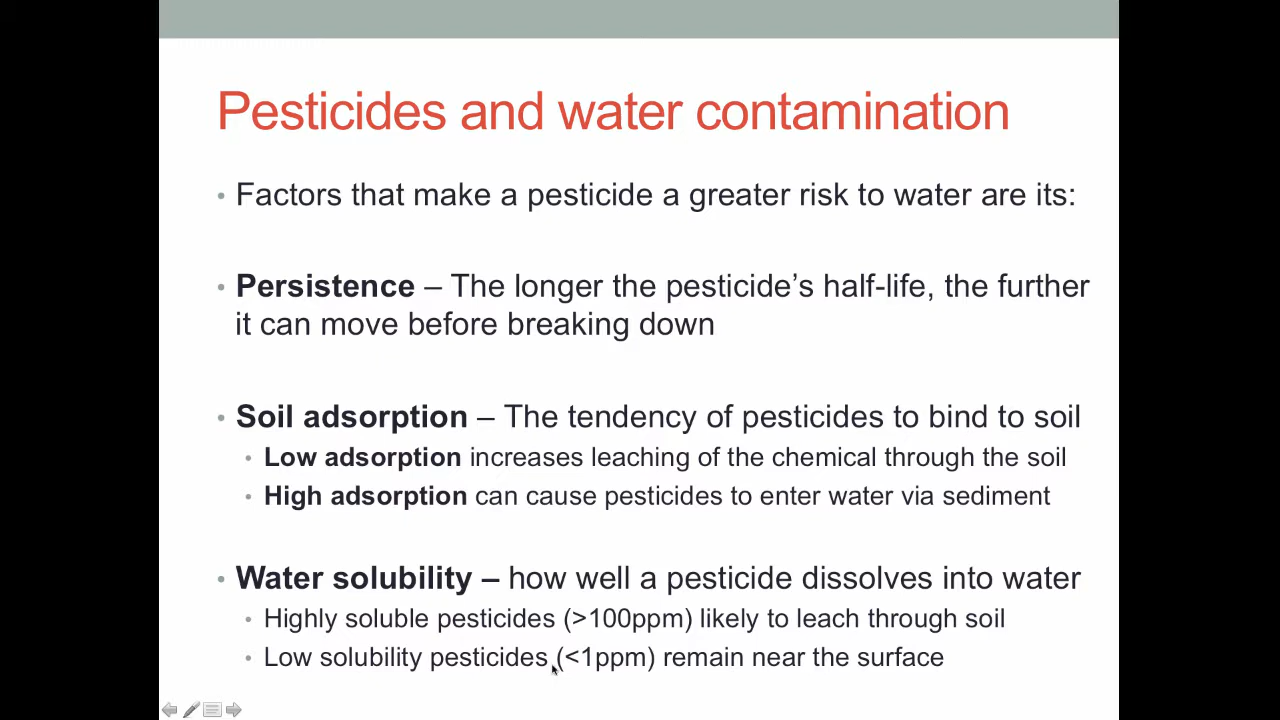 Pesticides and water contamination
• Factors that make a pesticide a greater risk to water are its:
• Persistence – The longer the pesticide’s half-life, the further
it can move before breaking down
• Soil adsorption – The tendency of pesticides to bind to soil
• Low adsorption increases leaching of the chemical through the soil
• High adsorption can cause pesticides to enter water via sediment
• Water solubility – how well a pesticide dissolves into water
• Highly soluble pesticides (>100ppm) likely to leach through soil
• Low solubility pesticides (<1ppm) remain near the surface